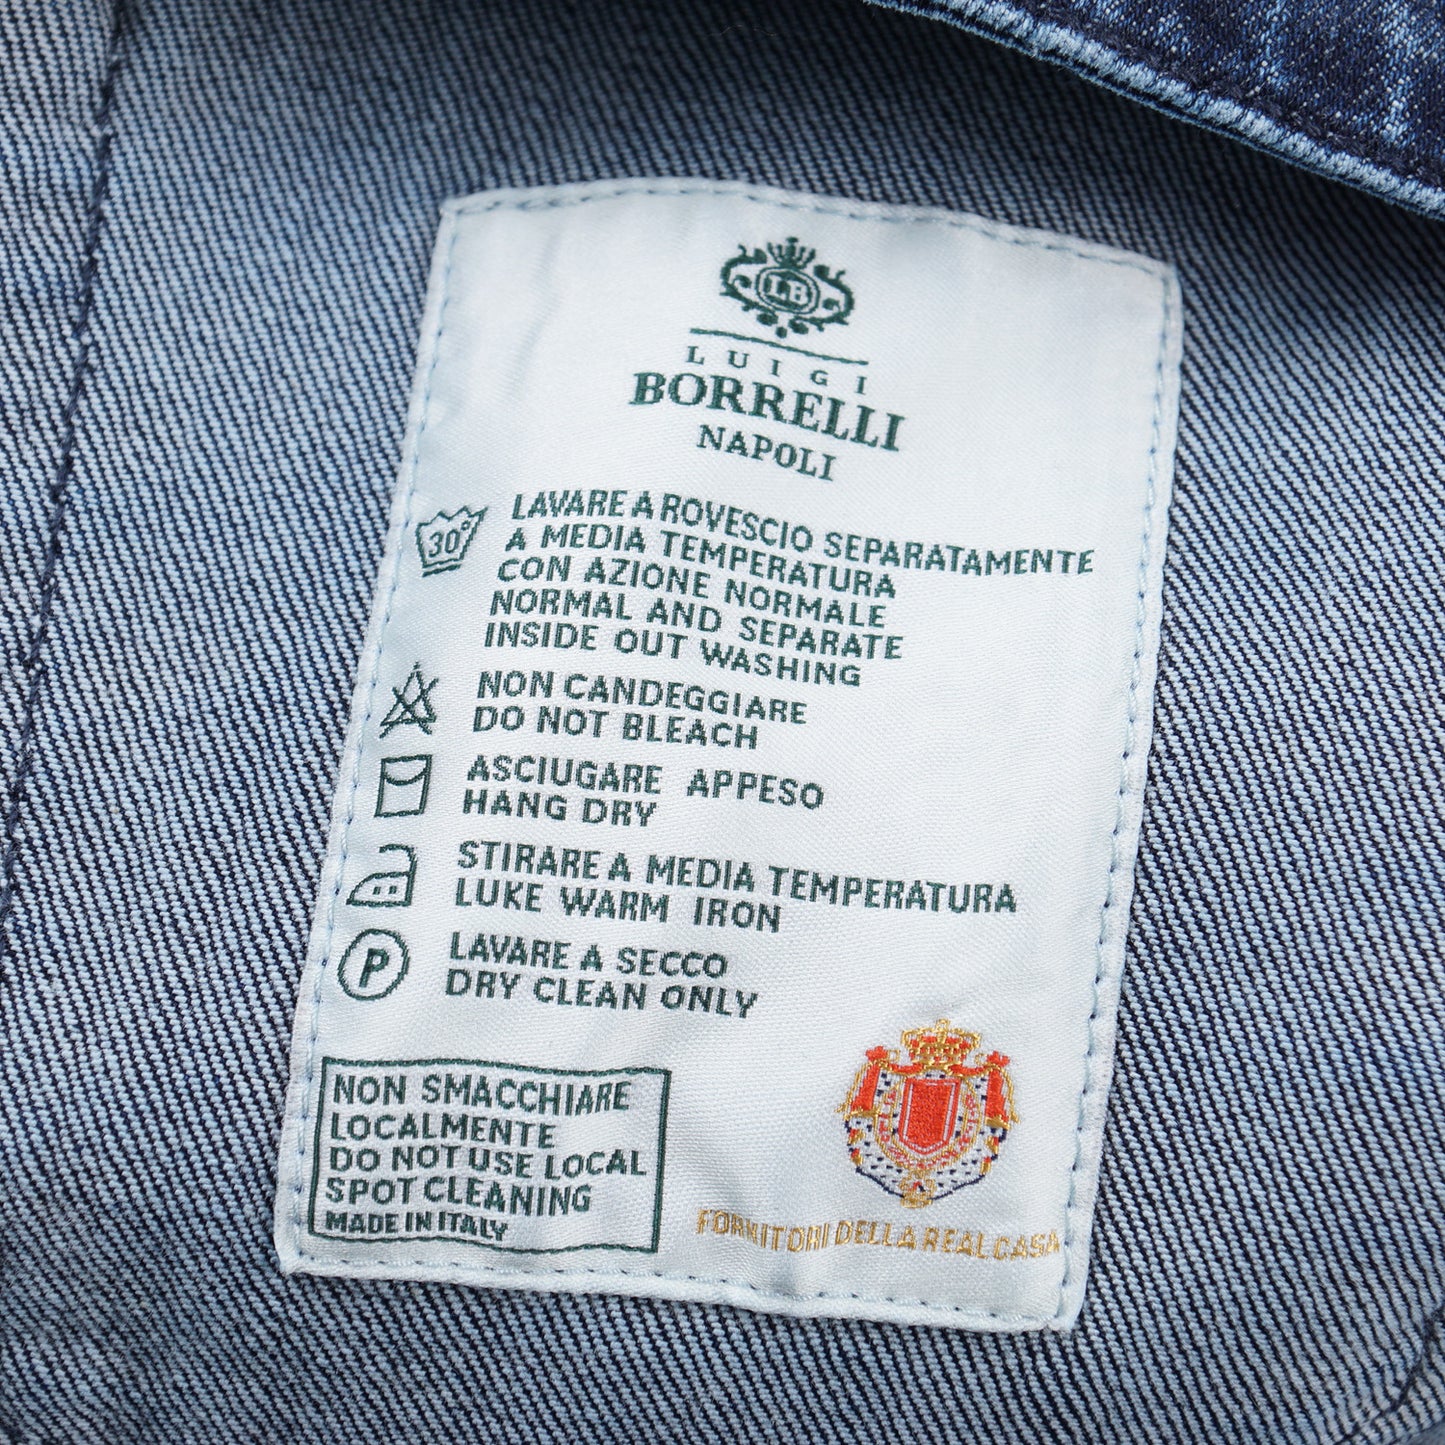 LB
LUIGI
BORRELLI
NAPOLI
30°
LAVARE A ROVESCIO SEPARATAMENTE
A MEDIA TEMPERATURA
CON AZIONE NORMALE
NORMAL AND SEPARATE
INSIDE OUT WASHING
NON CANDEGGIARE
DO NOT BLEACH
ASCIUGARE APPESO
HANG DRY
STIRARE A MEDIA TEMPERATURA
LUKE WARM IRON
P
LAVARE A SECCO
DRY CLEAN ONLY
NON SMACCHIARE
LOCALMENTE
DO NOT USE LOCAL
SPOT CLEANING
MADE IN ITALY
FORNITORI DELLA REAL CASA